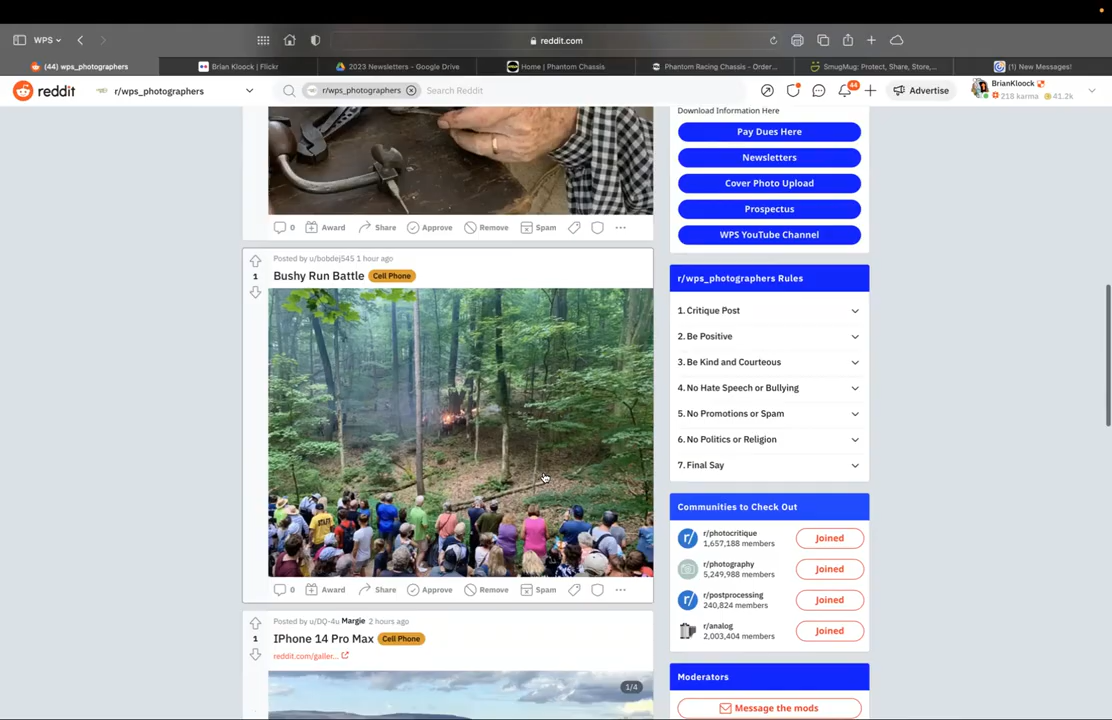 WPS
reddit.com
(44) wps_photographers
Brian Kloock | Flickr
2023 Newsletters - Google Drive
Home | Phantom Chassis
Phantom Racing Chassis - Order...
SmugMug: Protect, Share, Store,...
(1) New Messages!
reddit
r/wps_photographers
r/wps_photographers
Search Reddit
44
Advertise
BrianKloock
218 karma
41.2k
Download Information Here
Pay Dues Here
Newsletters
Cover Photo Upload
Prospectus
WPS YouTube Channel
0 Award Share Approve Remove Spam
Posted by u/bobdej545 1 hour ago
1
Bushy Run Battle
Cell Phone
STAFF
0 Award Share Approve Remove Spam
Posted by u/DQ-4u Margie 2 hours ago
1
IPhone 14 Pro Max
Cell Phone
reddit.com/galler...
1/4
r/wps_photographers Rules
1. Critique Post
2. Be Positive
3. Be Kind and Courteous
4. No Hate Speech or Bullying
5. No Promotions or Spam
6. No Politics or Religion
7. Final Say
Communities to Check Out
r/photocritique
1,657,188 members
Joined
r/photography
5,249,988 members
Joined
r/postprocessing
240,824 members
Joined
r/analog
2,003,404 members
Joined
Moderators
Message the mods